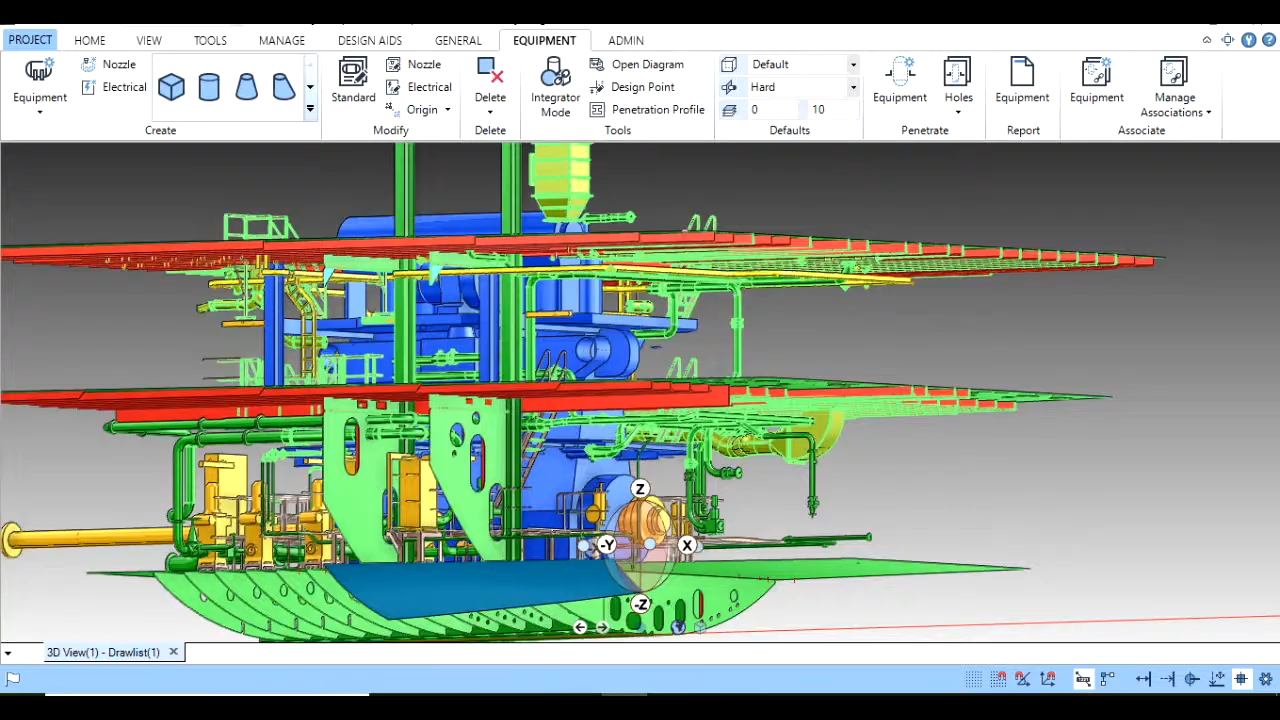 PROJECT HOME VIEW TOOLS MANAGE DESIGN AIDS GENERAL EQUIPMENT ADMIN
Nozzle Nozzle Open Diagram Default
Electrical Electrical Design Point Hard
Equipment Standard Origin Delete Integrator Mode Penetration Profile 0 10 Equipment Holes Equipment Equipment Manage Associations
Create Modify Delete Tools Defaults Penetrate Report Associate
Z
-Y X
-Z
3D View(1) - Drawlist(1)